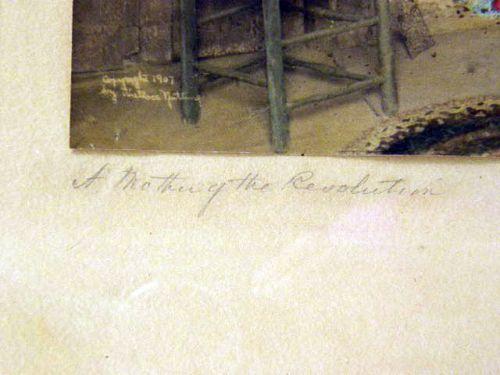 Copyright 1907
by Wallace Nutting
A Mother of the Revolution